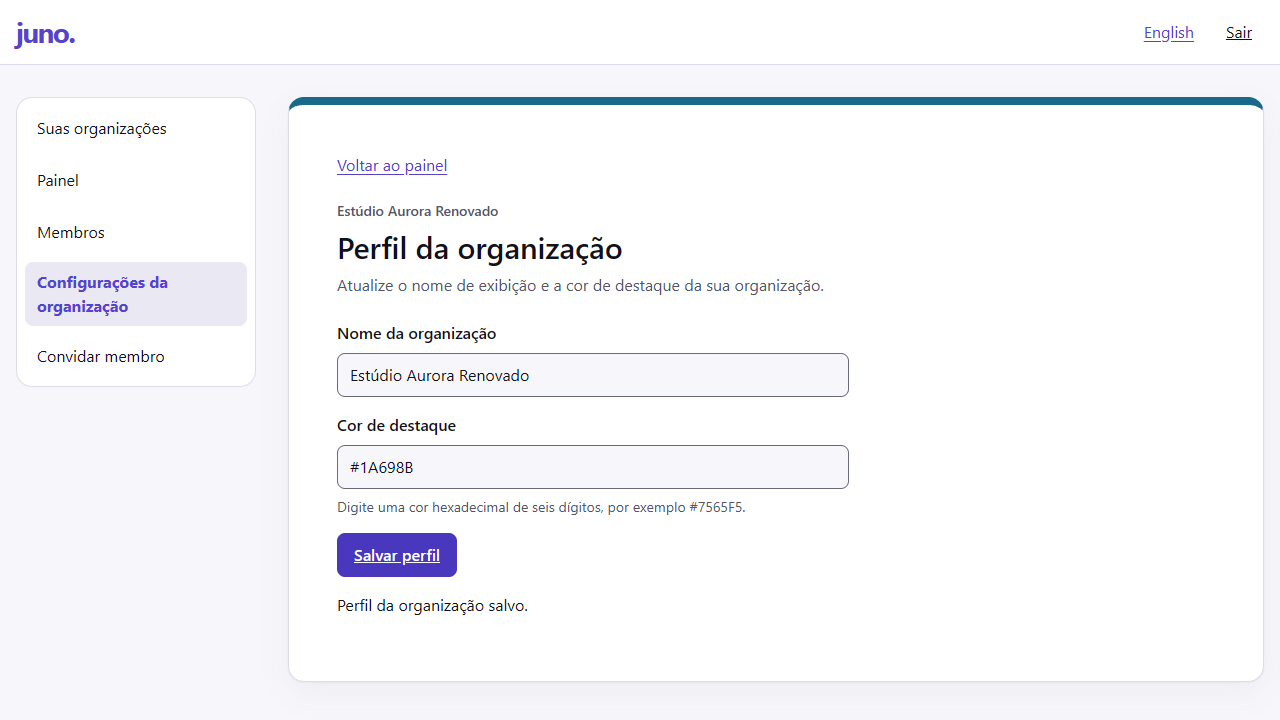 juno.
English
Sair
Suas organizações
Painel
Membros
Configurações da
organização
Convidar membro
Voltar ao painel
Estúdio Aurora Renovado
Perfil da organização
Atualize o nome de exibição e a cor de destaque da sua organização.
Nome da organização
Estúdio Aurora Renovado
Cor de destaque
#1A698B
Digite uma cor hexadecimal de seis dígitos, por exemplo #7565F5.
Salvar perfil
Perfil da organização salvo.